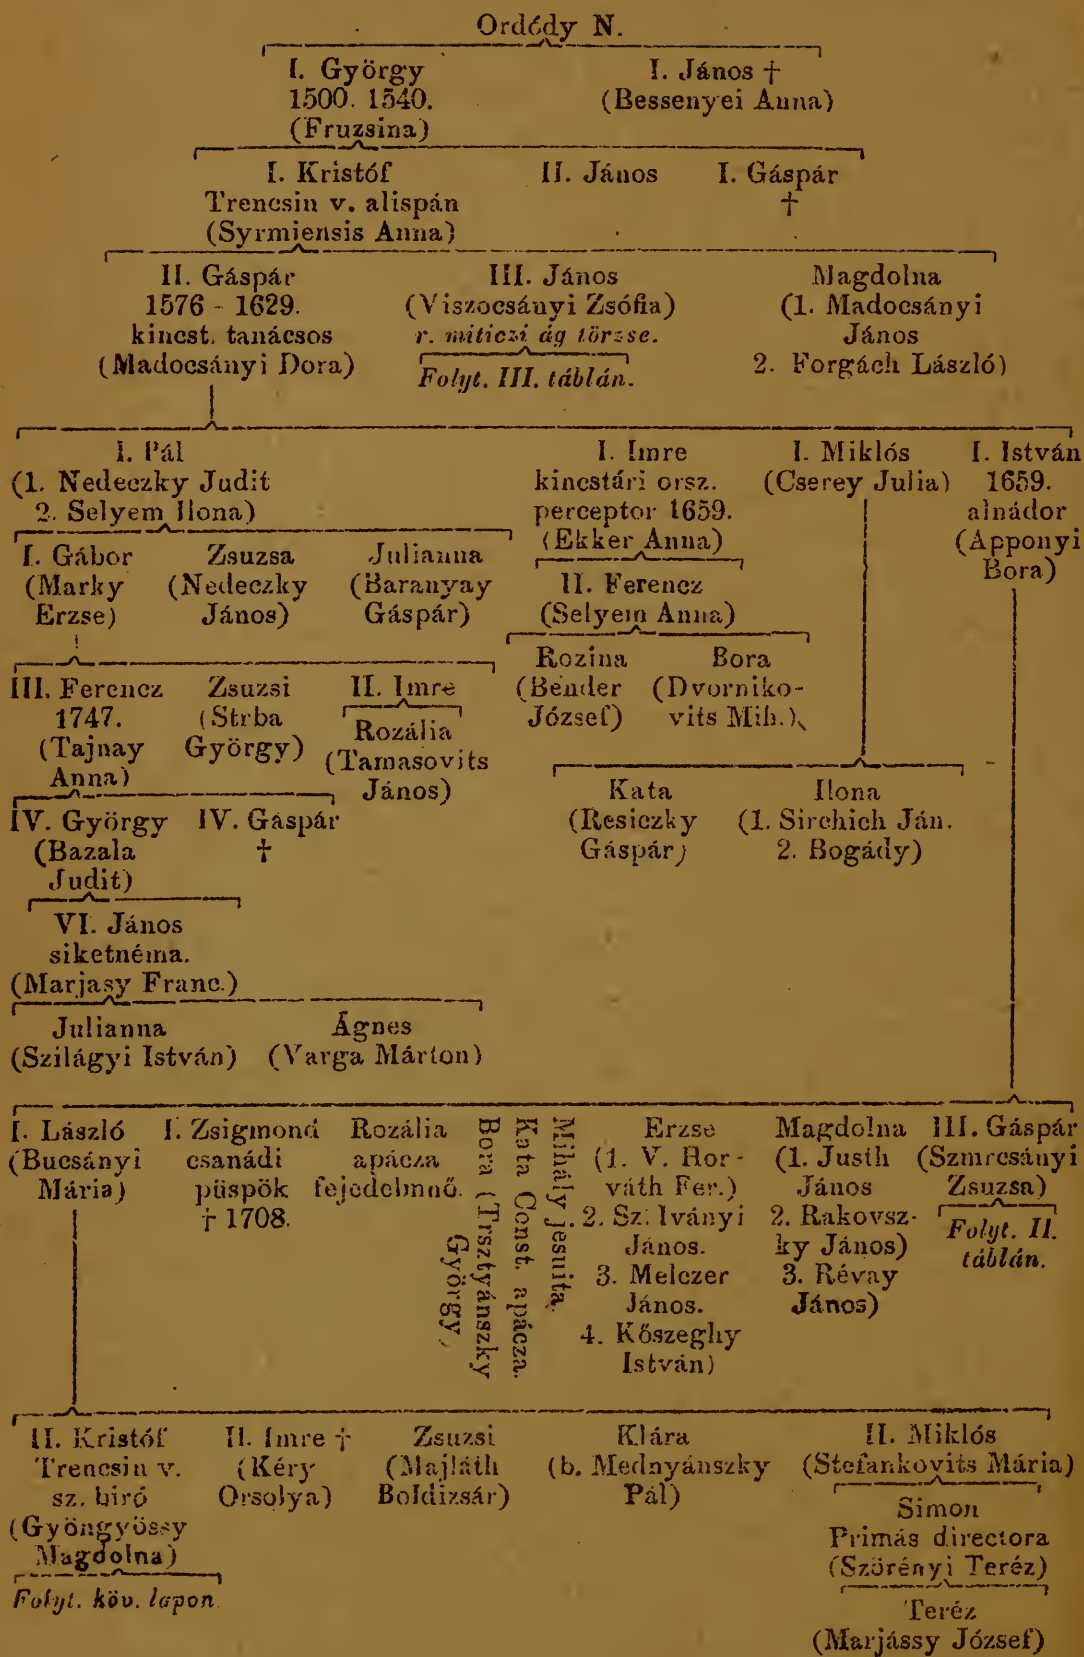 Ordódy N.
I. György
1500. 1540.
(Fruzsina)
I. János †
(Bessenyei Anna)
I. Kristóf
Trencsin v. alispán
(Syrmiensis Anna)
II. János
I. Gáspár
†
II. Gáspár
1576 - 1629.
kincst. tanácsos
(Madocsányi Dora)
III. János
(Viszocsányi Zsófia)
r. miticzi ág törzse.
Folyt. III. táblán.
Magdolna
(1. Madocsányi
János
2. Forgách László)
I. Pál
(1. Nedeczky Judit
2. Selyem Ilona)
I. Imre
kincstári orsz.
perceptor 1659.
(Ekker Anna)
I. Miklós
(Cserey Julia)
I. István
1659.
alnádor
(Apponyi
Bora)
I. Gábor
(Marky
Erzse)
Zsuzsa
(Nedeczky
János)
Julianna
(Baranyay
Gáspár)
II. Ferencz
(Selyem Anna)
Rozina
(Bender
József)
Bora
(Dvorniko-
vits Mih.)
III. Ferencz
1747.
(Tajnay
Anna)
Zsuzsi
(Strba
György)
II. Imre
Rozália
(Tamasovits
János)
Kata
(Resiczky
Gáspár)
Ilona
(1. Sirchich Ján.
2. Bogády)
IV. György
(Bazala
Judit)
IV. Gáspár
†
VI. János
siketnéma.
(Marjasy Franc.)
Julianna
(Szilágyi István)
Ágnes
(Varga Márton)
I. László
(Bucsányi
Mária)
I. Zsigmond
csanádi
püspök
† 1708.
Rozália
apácza
fejedelmnő.
Bora (Trsztyánszky
György)
Kata Const. apácza.
Mihály jesuita.
Erzse
(1. V. Hor-
váth Fer.)
2. Sz. Iványi
János.
3. Melczer
János.
4. Kőszeghy
István)
Magdolna
(1. Justh
János
2. Rakovsz-
ky János)
3. Révay
János)
III. Gáspár
(Szmrcsányi
Zsuzsa)
Folyt. II.
táblán.
II. Kristóf
Trencsin v.
sz. biró
(Gyöngyössy
Magdolna)
Folyt. köv. lapon.
II. Imre †
(Kéry
Orsolya)
Zsuzsi
(Majláth
Boldizsár)
Klára
(b. Mednyánszky
Pál)
II. Miklós
(Stefankovits Mária)
Simon
Primás directora
(Szörényi Teréz)
Teréz
(Marjássy József)